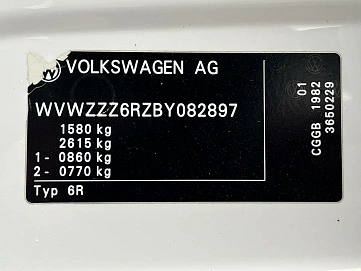 VOLKSWAGEN AG
WVWZZZ6RZBY082897
1580 kg
2615 kg
1- 0860 kg
2- 0770 kg
Typ 6R
01
CGGB 1982
3650229